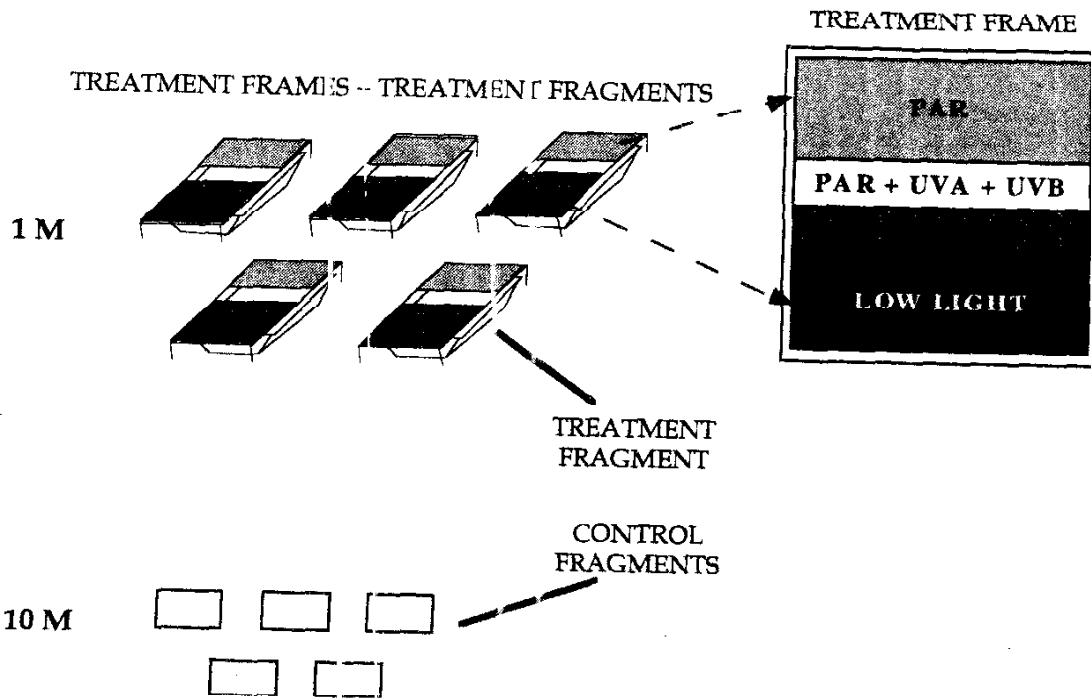 TREATMENT FRAME
TREATMENT FRAMES -- TREATMENT FRAGMENTS
PAR
PAR + UVA + UVB
1 M
LOW LIGHT
TREATMENT
FRAGMENT
CONTROL
FRAGMENTS
10 M